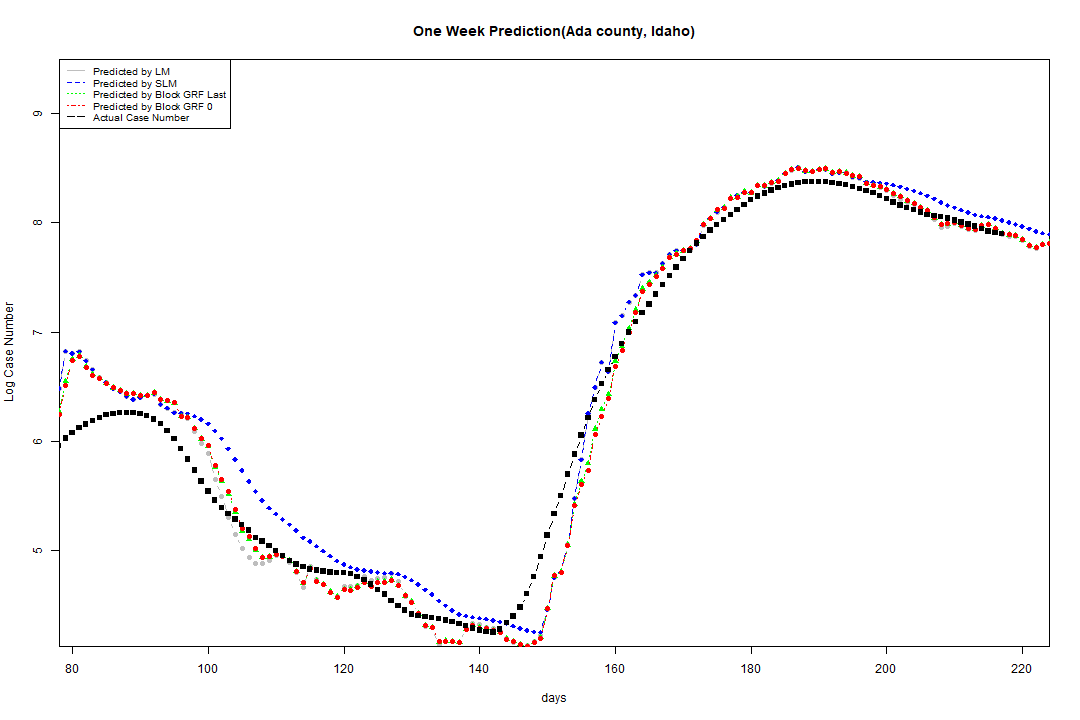 One Week Prediction(Ada county, Idaho)
Predicted by LM
Predicted by SLM
Predicted by Block GRF Last
Predicted by Block GRF 0
Actual Case Number
9
8
7
6
5
Log Case Number
80 100 120 140 160 180 200 220
days